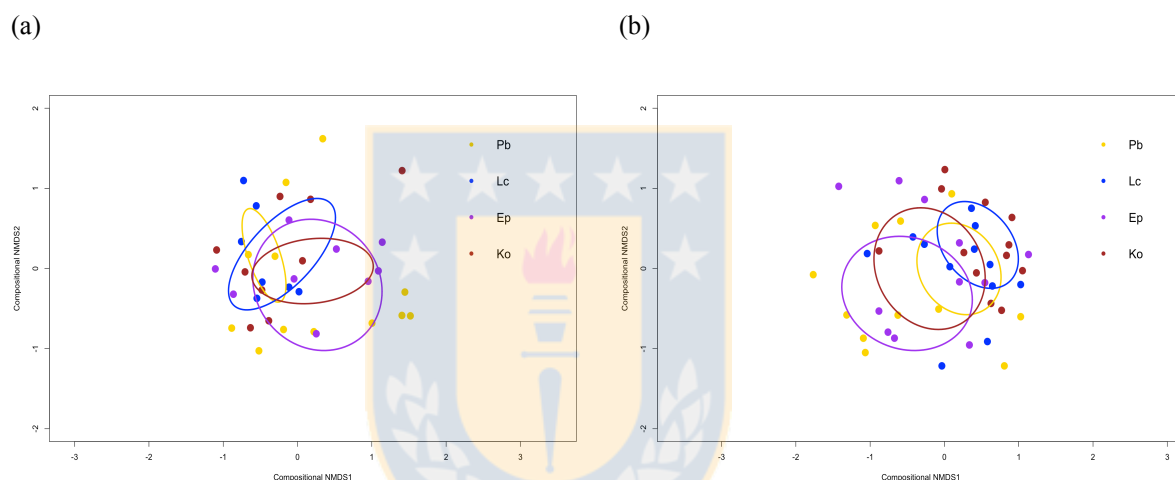 (a)
(b)
Compositional NMDS2
2
1
0
-1
-2
-3
-2
-1
0
1
2
3
Compositional NMDS1
Pb
Lc
Ep
Ko
Compositional NMDS2
2
1
0
-1
-2
-3
-2
-1
0
1
2
3
Compositional NMDS1
Pb
Lc
Ep
Ko